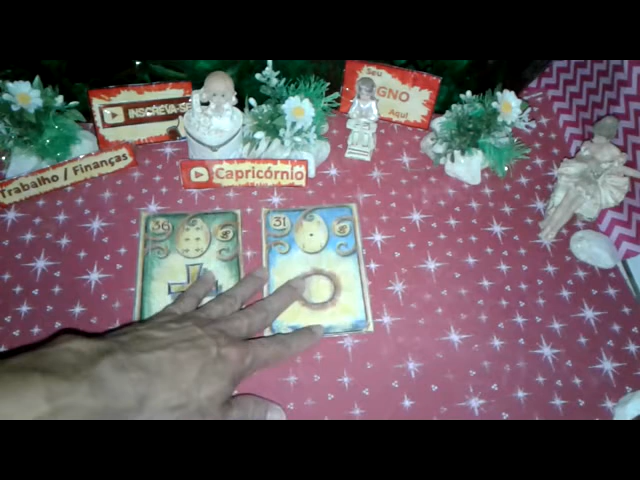 INSCREVA-SE
Seu
GNO
Aqui
Trabalho / Finanças
Capricórnio
36
31